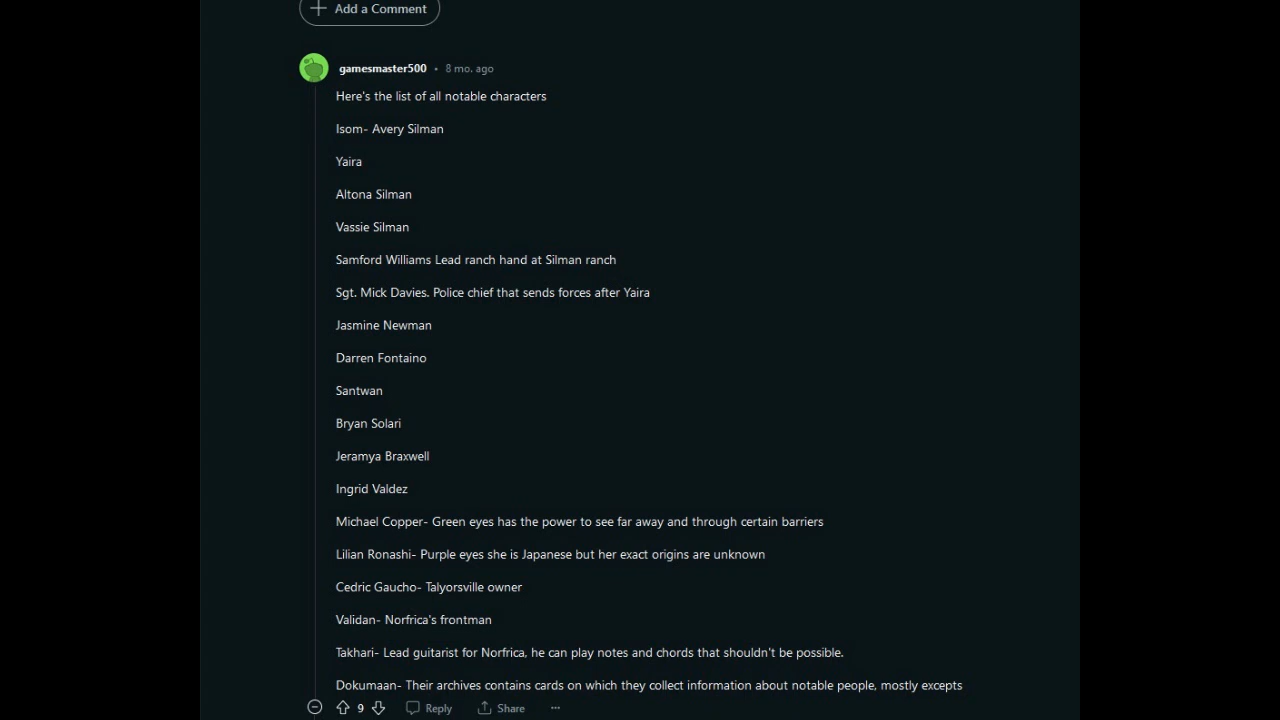 Add a Comment
gamesmaster500 • 8 mo. ago
Here's the list of all notable characters
Isom- Avery Silman
Yaira
Altona Silman
Vassie Silman
Samford Williams Lead ranch hand at Silman ranch
Sgt. Mick Davies. Police chief that sends forces after Yaira
Jasmine Newman
Darren Fontaino
Santwan
Bryan Solari
Jeramya Braxwell
Ingrid Valdez
Michael Copper- Green eyes has the power to see far away and through certain barriers
Lilian Ronashi- Purple eyes she is Japanese but her exact origins are unknown
Cedric Gaucho- Talyorsville owner
Validan- Norfrica's frontman
Takhari- Lead guitarist for Norfrica, he can play notes and chords that shouldn't be possible.
Dokumaan- Their archives contains cards on which they collect information about notable people, mostly excepts
9 Reply Share ...